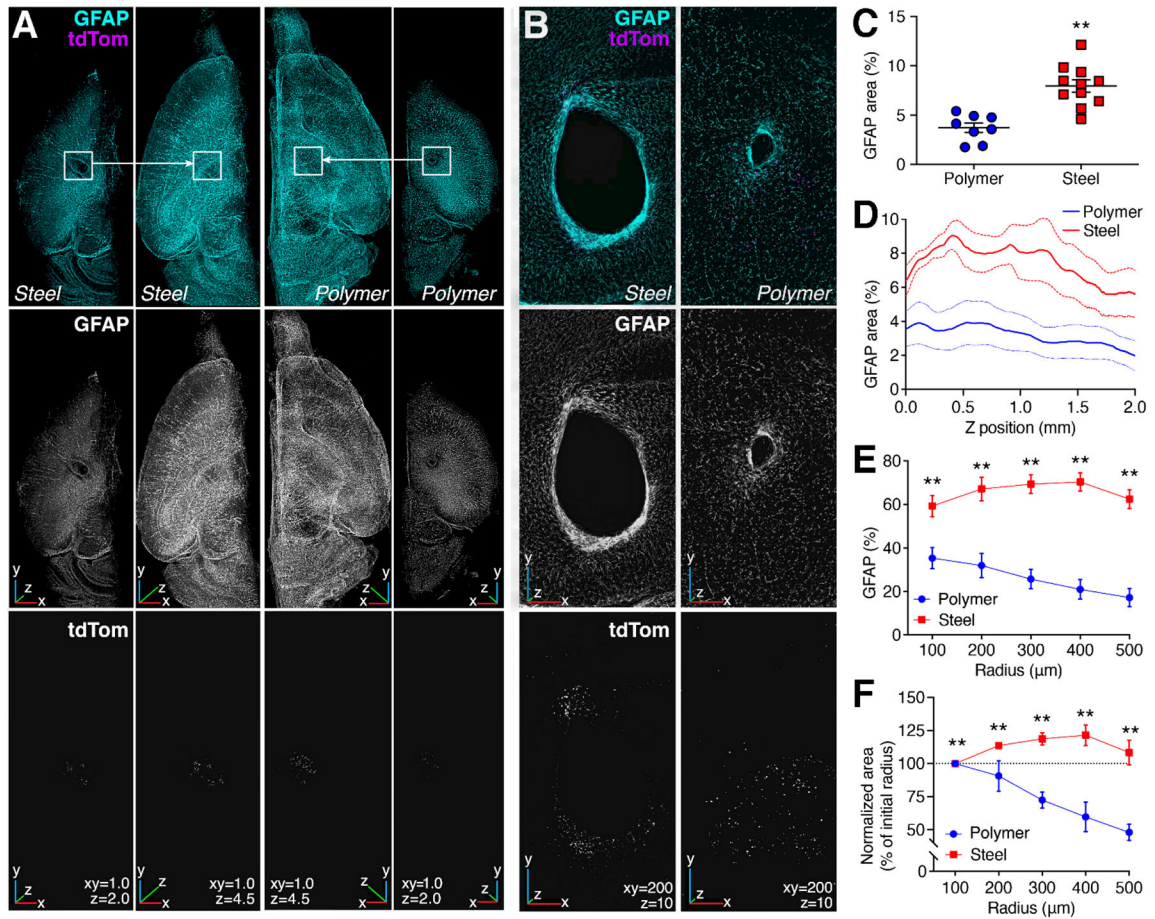 A
GFAP
tdTom
Steel
Steel
Polymer
Polymer
GFAP
y
z
x
y
z
x
y
z
x
y
z
x
tdTom
y
z
x
xy=1.0
z=2.0
y
z
x
xy=1.0
z=4.5
y
z
x
xy=1.0
z=4.5
y
z
x
xy=1.0
z=2.0
B
GFAP
tdTom
Steel
Polymer
GFAP
y
z
x
y
z
x
tdTom
y
z
x
xy=200
z=10
y
z
x
xy=200
z=10
C
GFAP area (%)
15
10
5
0
**
Polymer
Steel
D
GFAP area (%)
10
8
6
4
2
0
Polymer
Steel
0.0 0.5 1.0 1.5 2.0
Z position (mm)
E
GFAP (%)
80
60
40
20
0
** ** ** ** **
Polymer
Steel
100 200 300 400 500
Radius (µm)
F
Normalized area
(% of initial radius)
150
125
100
75
50
0
** ** ** ** **
Polymer
Steel
100 200 300 400 500
Radius (µm)